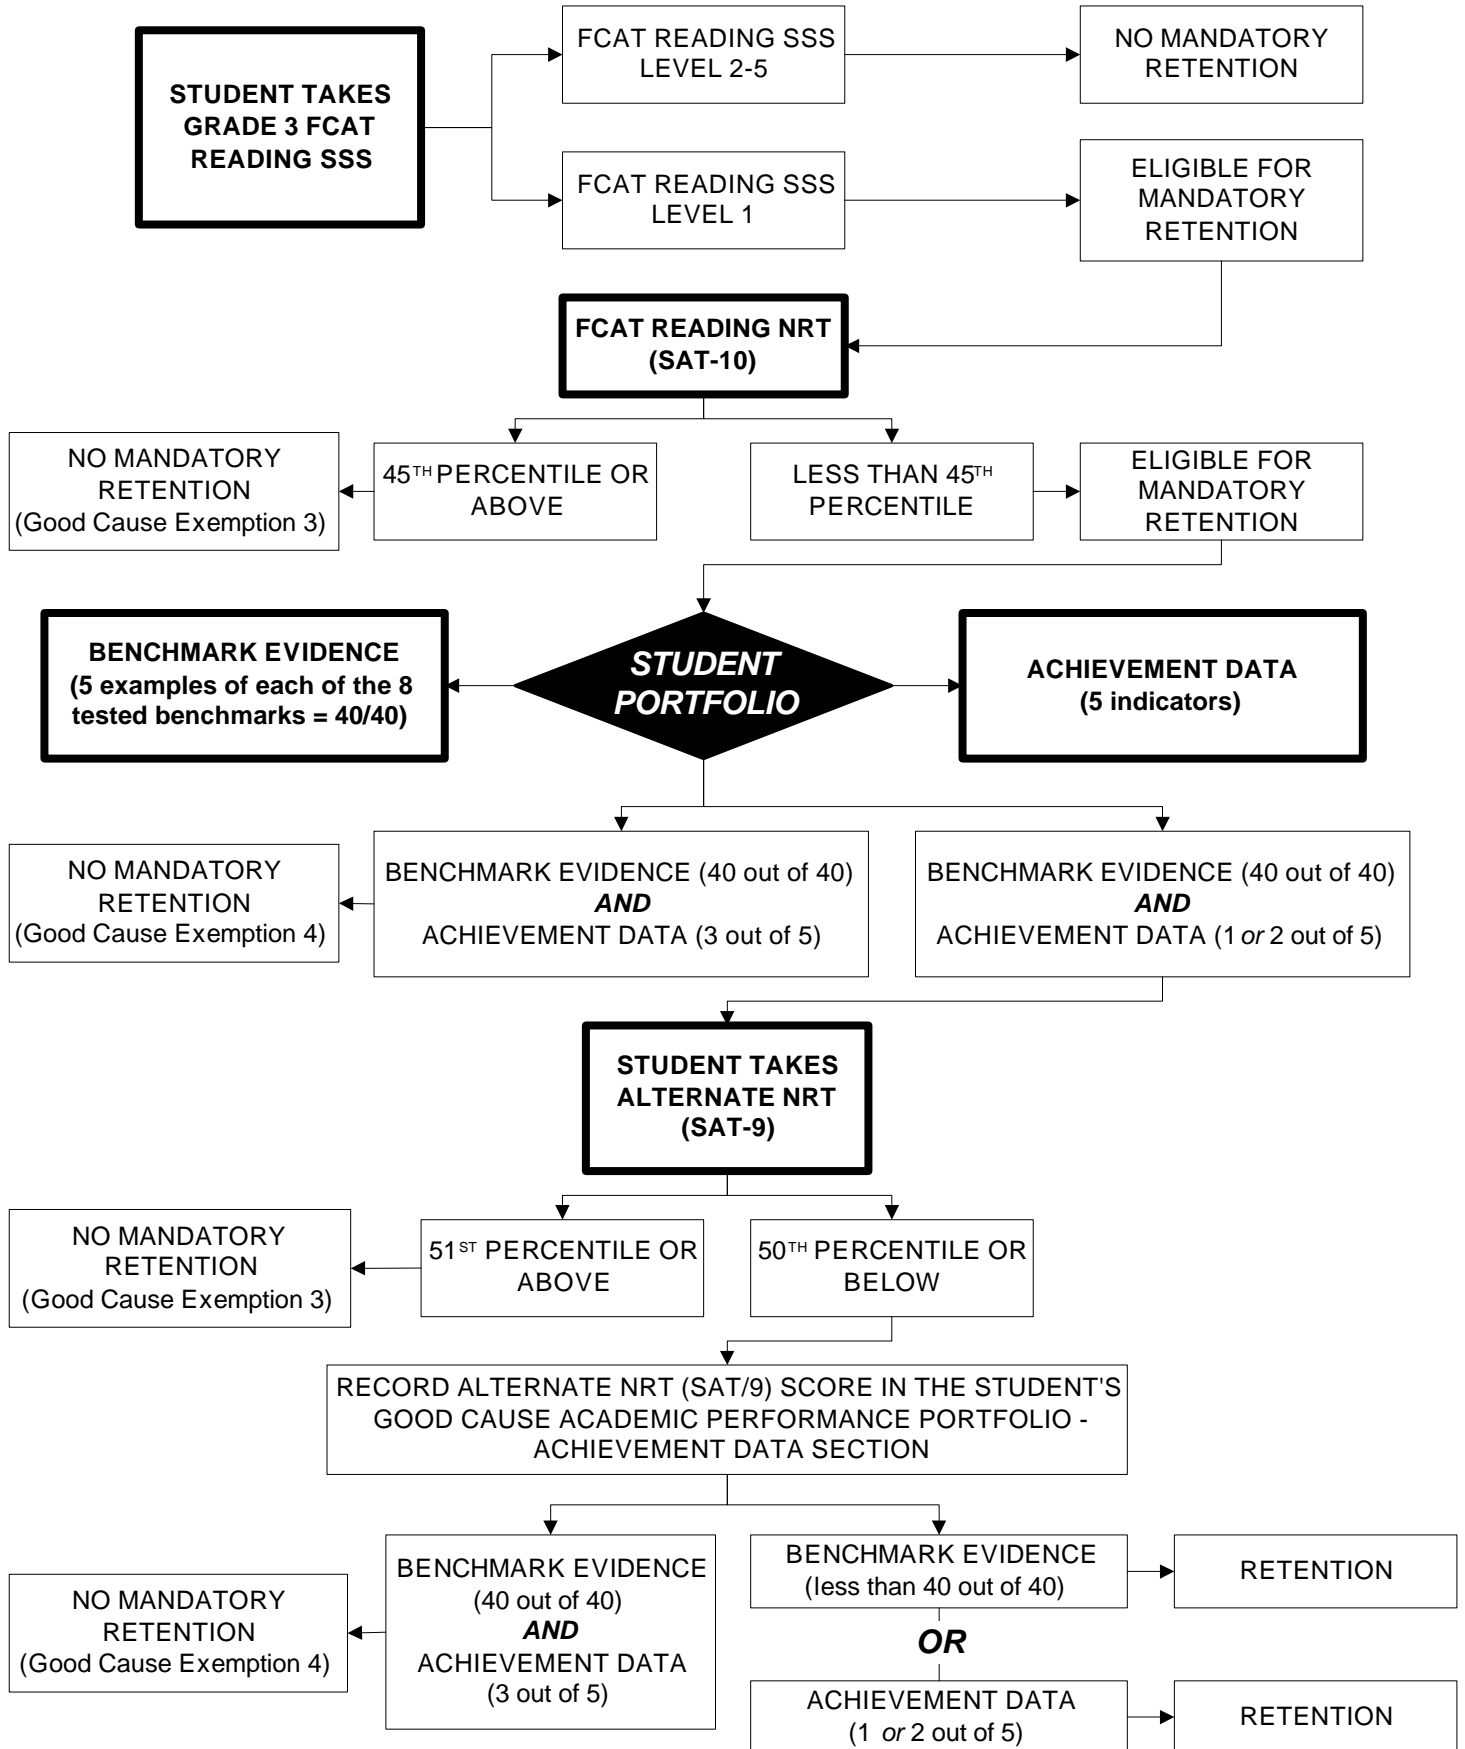 STUDENT TAKES
GRADE 3 FCAT
READING SSS
FCAT READING SSS
LEVEL 2-5
NO MANDATORY
RETENTION
FCAT READING SSS
LEVEL 1
ELIGIBLE FOR
MANDATORY
RETENTION
FCAT READING NRT
(SAT-10)
NO MANDATORY
RETENTION
(Good Cause Exemption 3)
45TH PERCENTILE OR
ABOVE
LESS THAN 45TH
PERCENTILE
ELIGIBLE FOR
MANDATORY
RETENTION
BENCHMARK EVIDENCE
(5 examples of each of the 8
tested benchmarks = 40/40)
STUDENT
PORTFOLIO
ACHIEVEMENT DATA
(5 indicators)
NO MANDATORY
RETENTION
(Good Cause Exemption 4)
BENCHMARK EVIDENCE (40 out of 40)
AND
ACHIEVEMENT DATA (3 out of 5)
BENCHMARK EVIDENCE (40 out of 40)
AND
ACHIEVEMENT DATA (1 or 2 out of 5)
STUDENT TAKES
ALTERNATE NRT
(SAT-9)
NO MANDATORY
RETENTION
(Good Cause Exemption 3)
51ST PERCENTILE OR
ABOVE
50TH PERCENTILE OR
BELOW
RECORD ALTERNATE NRT (SAT/9) SCORE IN THE STUDENT'S
GOOD CAUSE ACADEMIC PERFORMANCE PORTFOLIO -
ACHIEVEMENT DATA SECTION
NO MANDATORY
RETENTION
(Good Cause Exemption 4)
BENCHMARK EVIDENCE
(40 out of 40)
AND
ACHIEVEMENT DATA
(3 out of 5)
BENCHMARK EVIDENCE
(less than 40 out of 40)
RETENTION
OR
ACHIEVEMENT DATA
(1 or 2 out of 5)
RETENTION